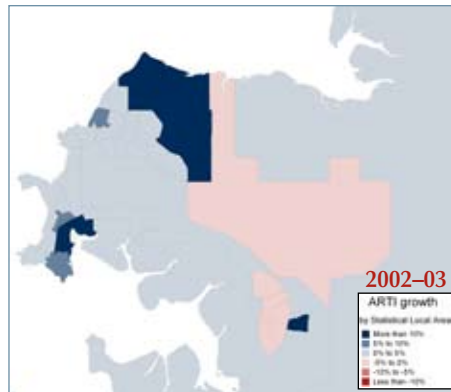 2002–03
ARTI growth
by Statistical Local Area
More than 10%
5% to 10%
0% to 5%
-5% to 0%
-10% to -5%
Less than -10%